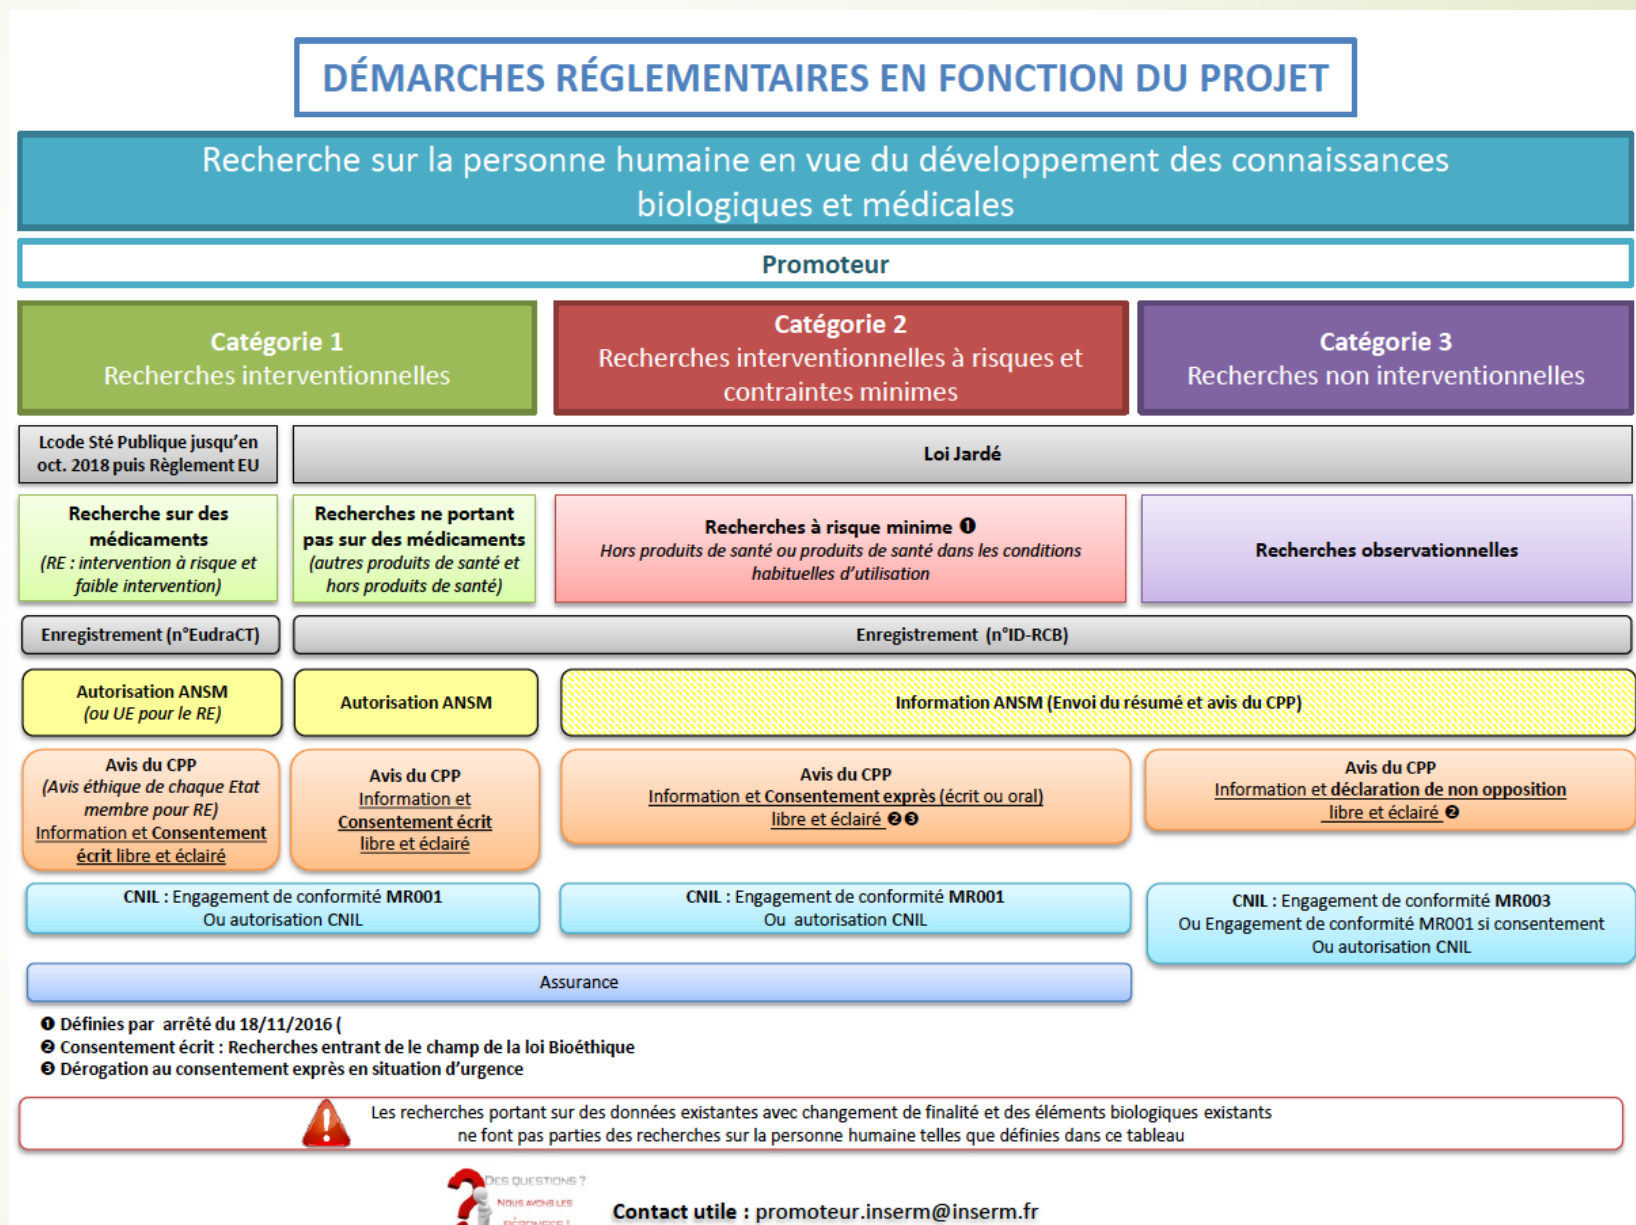 DÉMARCHES RÉGLEMENTAIRES EN FONCTION DU PROJET
Recherche sur la personne humaine en vue du développement des connaissances
biologiques et médicales
Promoteur
Catégorie 1
Recherches interventionnelles
Catégorie 2
Recherches interventionnelles à risques et
contraintes minimes
Catégorie 3
Recherches non interventionnelles
Lcode Sté Publique jusqu'en
oct. 2018 puis Règlement EU
Loi Jardé
Recherche sur des
médicaments
(RE : intervention à risque et
faible intervention)
Recherches ne portant
pas sur des médicaments
(autres produits de santé et
hors produits de santé)
Recherches à risque minime ❶
Hors produits de santé ou produits de santé dans les conditions
habituelles d'utilisation
Recherches observationnelles
Enregistrement (n°EudraCT)
Enregistrement (n°ID-RCB)
Autorisation ANSM
(ou UE pour le RE)
Autorisation ANSM
Information ANSM (Envoi du résumé et avis du CPP)
Avis du CPP
(Avis éthique de chaque Etat
membre pour RE)
Information et Consentement
écrit libre et éclairé
Avis du CPP
Information et
Consentement écrit
libre et éclairé
Avis du CPP
Information et Consentement exprès (écrit ou oral)
libre et éclairé ❷❸
Avis du CPP
Information et déclaration de non opposition
libre et éclairé ❷
CNIL : Engagement de conformité MR001
Ou autorisation CNIL
CNIL : Engagement de conformité MR001
Ou autorisation CNIL
CNIL : Engagement de conformité MR003
Ou Engagement de conformité MR001 si consentement
Ou autorisation CNIL
Assurance
❶ Définies par arrêté du 18/11/2016 (
❷ Consentement écrit : Recherches entrant de le champ de la loi Bioéthique
❸ Dérogation au consentement exprès en situation d'urgence
Les recherches portant sur des données existantes avec changement de finalité et des éléments biologiques existants
ne font pas parties des recherches sur la personne humaine telles que définies dans ce tableau
DES QUESTIONS ?
NOUS AVONS LES
RÉPONSES !
Contact utile : promoteur.inserm@inserm.fr